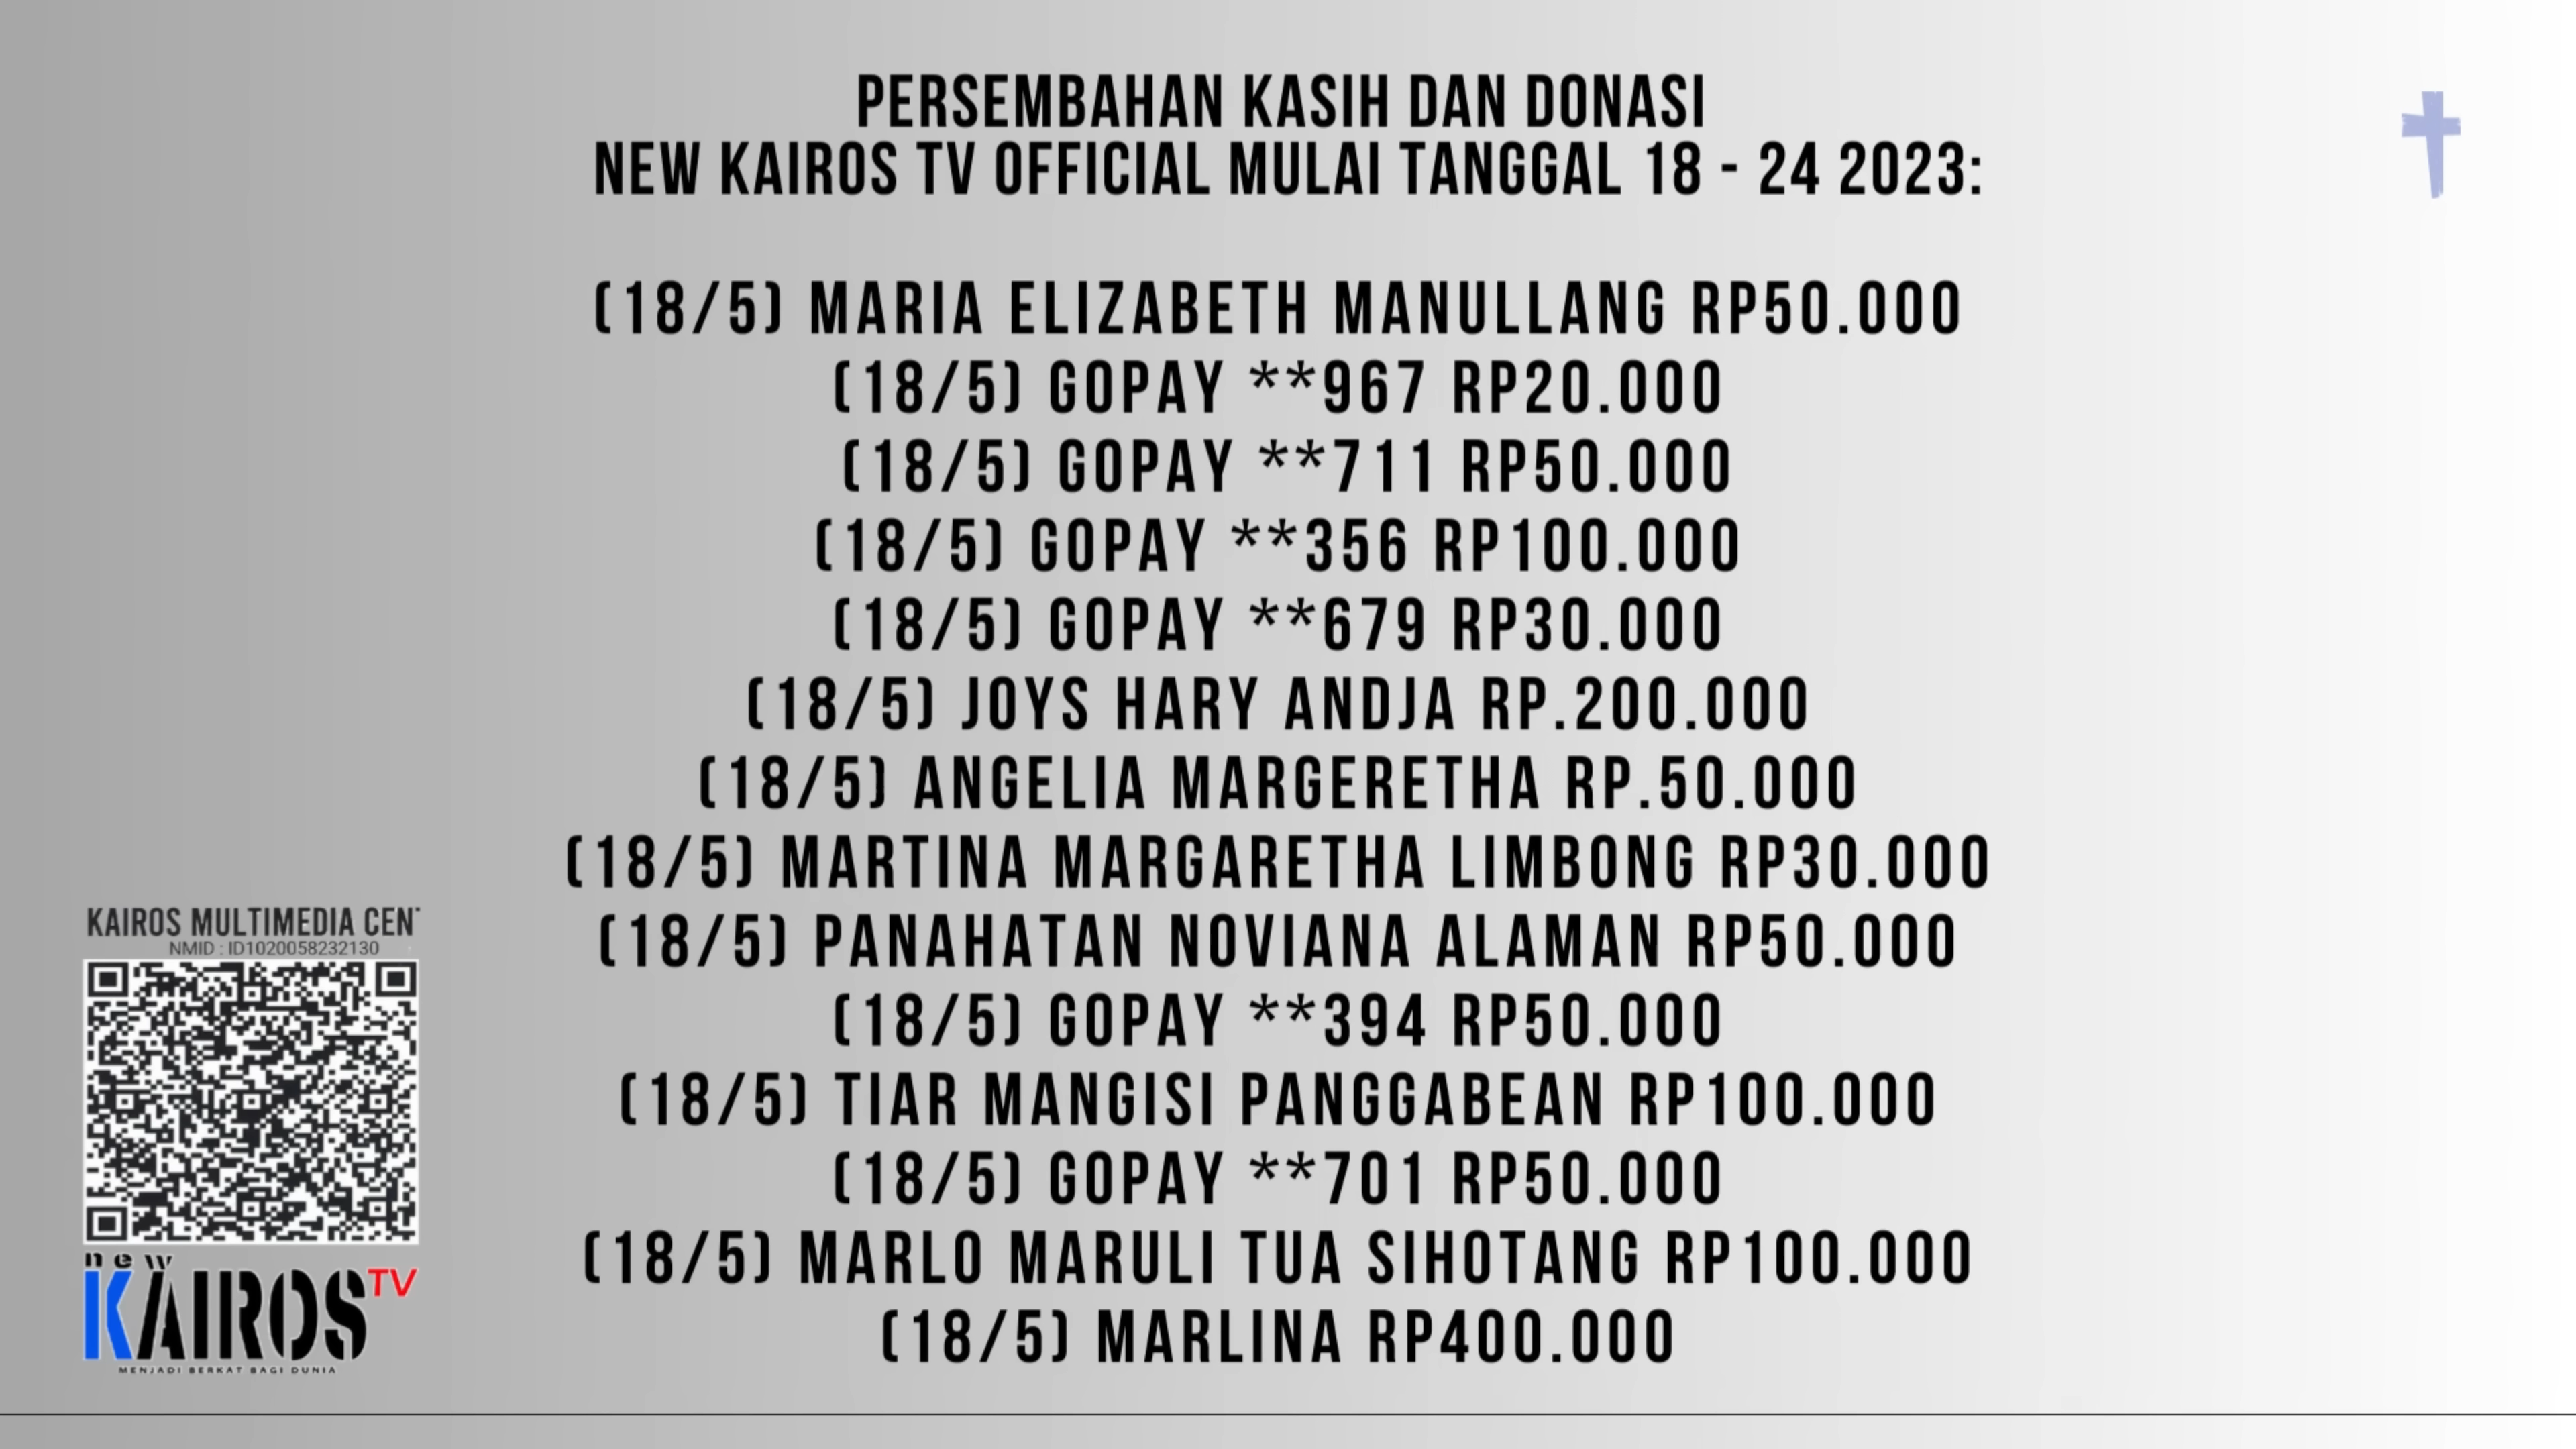 PERSEMBAHAN KASIH DAN DONASI
NEW KAIROS TV OFFICIAL MULAI TANGGAL 18 - 24 2023:
(18/5) MARIA ELIZABETH MANULLANG RP50.000
(18/5) GOPAY **967 RP20.000
(18/5) GOPAY **711 RP50.000
(18/5) GOPAY **356 RP100.000
(18/5) GOPAY **679 RP30.000
(18/5) JOYS HARY ANDJA RP.200.000
(18/5) ANGELIA MARGERETHA RP.50.000
(18/5) MARTINA MARGARETHA LIMBONG RP30.000
(18/5) PANAHATAN NOVIANA ALAMAN RP50.000
(18/5) GOPAY **394 RP50.000
(18/5) TIAR MANGISI PANGGABEAN RP100.000
(18/5) GOPAY **701 RP50.000
(18/5) MARLO MARULI TUA SIHOTANG RP100.000
(18/5) MARLINA RP400.000
KAIROS MULTIMEDIA CEN
NMID : ID1020058232130
new
KAIROS TV
MENJADI BERKAT BAGI DUNIA